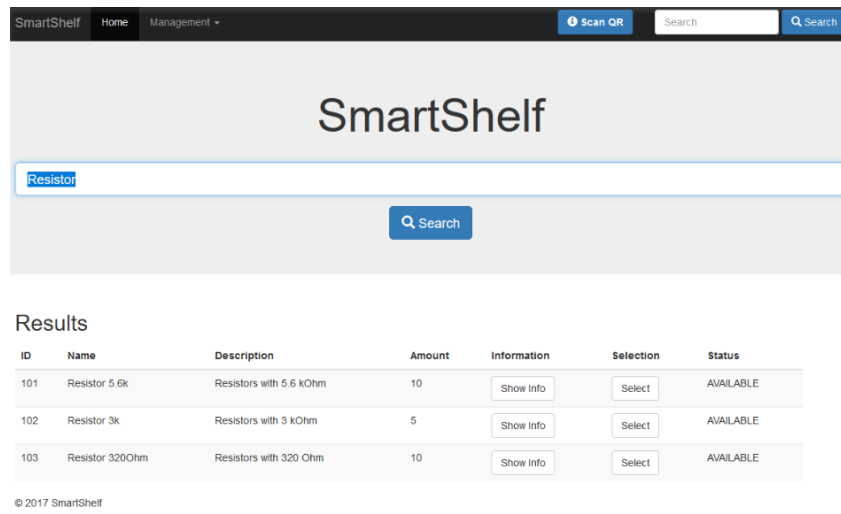 SmartShelf Home Management Scan QR Search Search
SmartShelf
Resistor
Search
Results
ID Name Description Amount Information Selection Status
101 Resistor 5.6k Resistors with 5.6 kOhm 10 Show Info Select AVAILABLE
102 Resistor 3k Resistors with 3 kOhm 5 Show Info Select AVAILABLE
103 Resistor 320Ohm Resistors with 320 Ohm 10 Show Info Select AVAILABLE
© 2017 SmartShelf